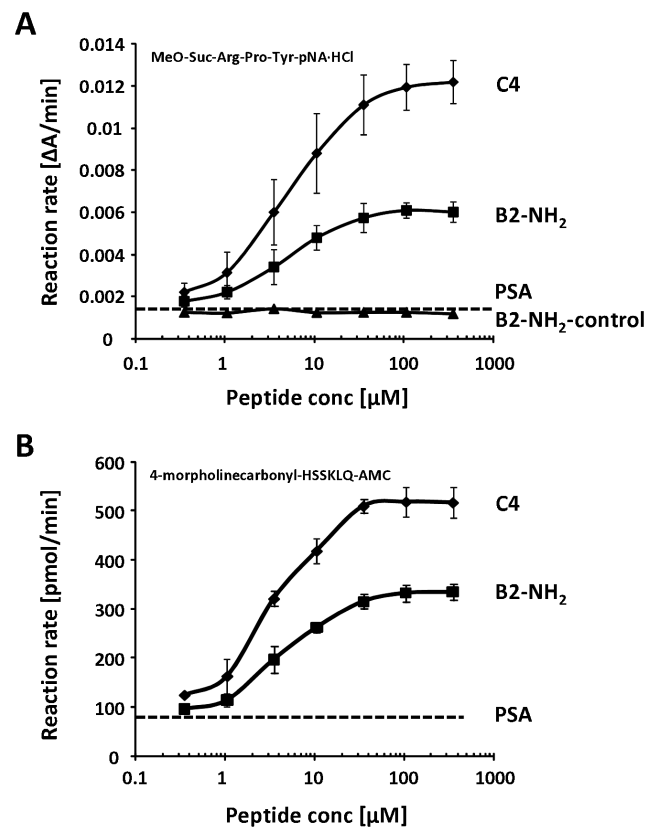 A
MeO-Suc-Arg-Pro-Tyr-pNA·HCl
Reaction rate [ΔA/min]
0.014
0.012
0.01
0.008
0.006
0.004
0.002
0
0.1
1
10
100
1000
Peptide conc [μM]
C4
B2-NH₂
PSA
B2-NH₂-control
B
4-morpholinecarbonyl-HSSKLQ-AMC
Reaction rate [pmol/min]
600
500
400
300
200
100
0
0.1
1
10
100
1000
Peptide conc [μM]
C4
B2-NH₂
PSA